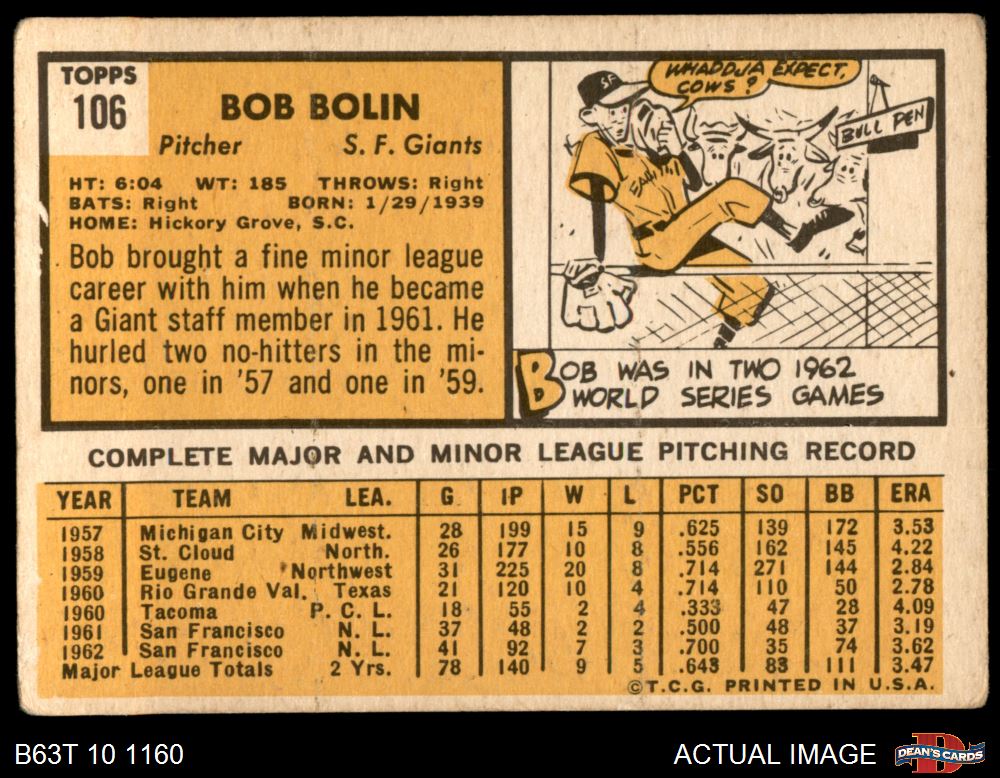 TOPPS
106
BOB BOLIN
Pitcher S. F. Giants
HT: 6:04 WT: 185 THROWS: Right
BATS: Right BORN: 1/29/1939
HOME: Hickory Grove, S.C.
Bob brought a fine minor league
career with him when he became
a Giant staff member in 1961. He
hurled two no-hitters in the mi-
nors, one in '57 and one in '59.
WHADDJA EXPECT,
COWS ?
SF
BULL PEN
BOB WAS IN TWO 1962
WORLD SERIES GAMES
COMPLETE MAJOR AND MINOR LEAGUE PITCHING RECORD
YEAR TEAM LEA. G IP W L PCT SO BB ERA
1957 Michigan City Midwest. 28 199 15 9 .625 139 172 3.53
1958 St. Cloud North. 26 177 10 8 .556 162 145 4.22
1959 Eugene Northwest 31 225 20 8 .714 271 144 2.84
1960 Rio Grande Val. Texas 21 120 10 4 .714 110 50 2.78
1960 Tacoma P. C. L. 18 55 2 4 .333 47 28 4.09
1961 San Francisco N. L. 37 48 2 2 .500 48 37 3.19
1962 San Francisco N. L. 41 92 7 3 .700 35 74 3.62
Major League Totals 2 Yrs. 78 140 9 5 .643 83 111 3.47
©T.C.G. PRINTED IN U.S.A.
B63T 10 1160
ACTUAL IMAGE
D
DEAN'S CARDS